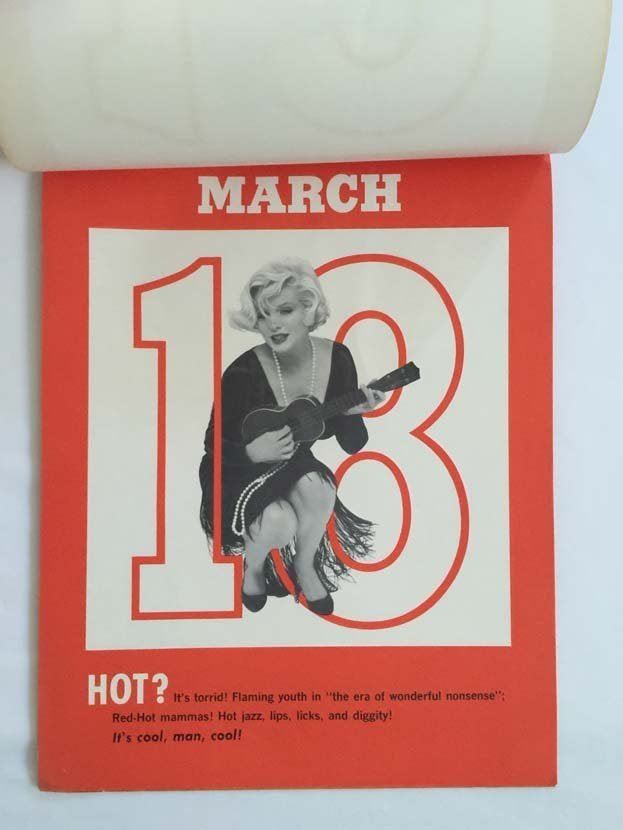 MARCH
18
HOT? It's torrid! Flaming youth in "the era of wonderful nonsense";
Red-Hot mammas! Hot jazz, lips, licks, and diggity!
It's cool, man, cool!